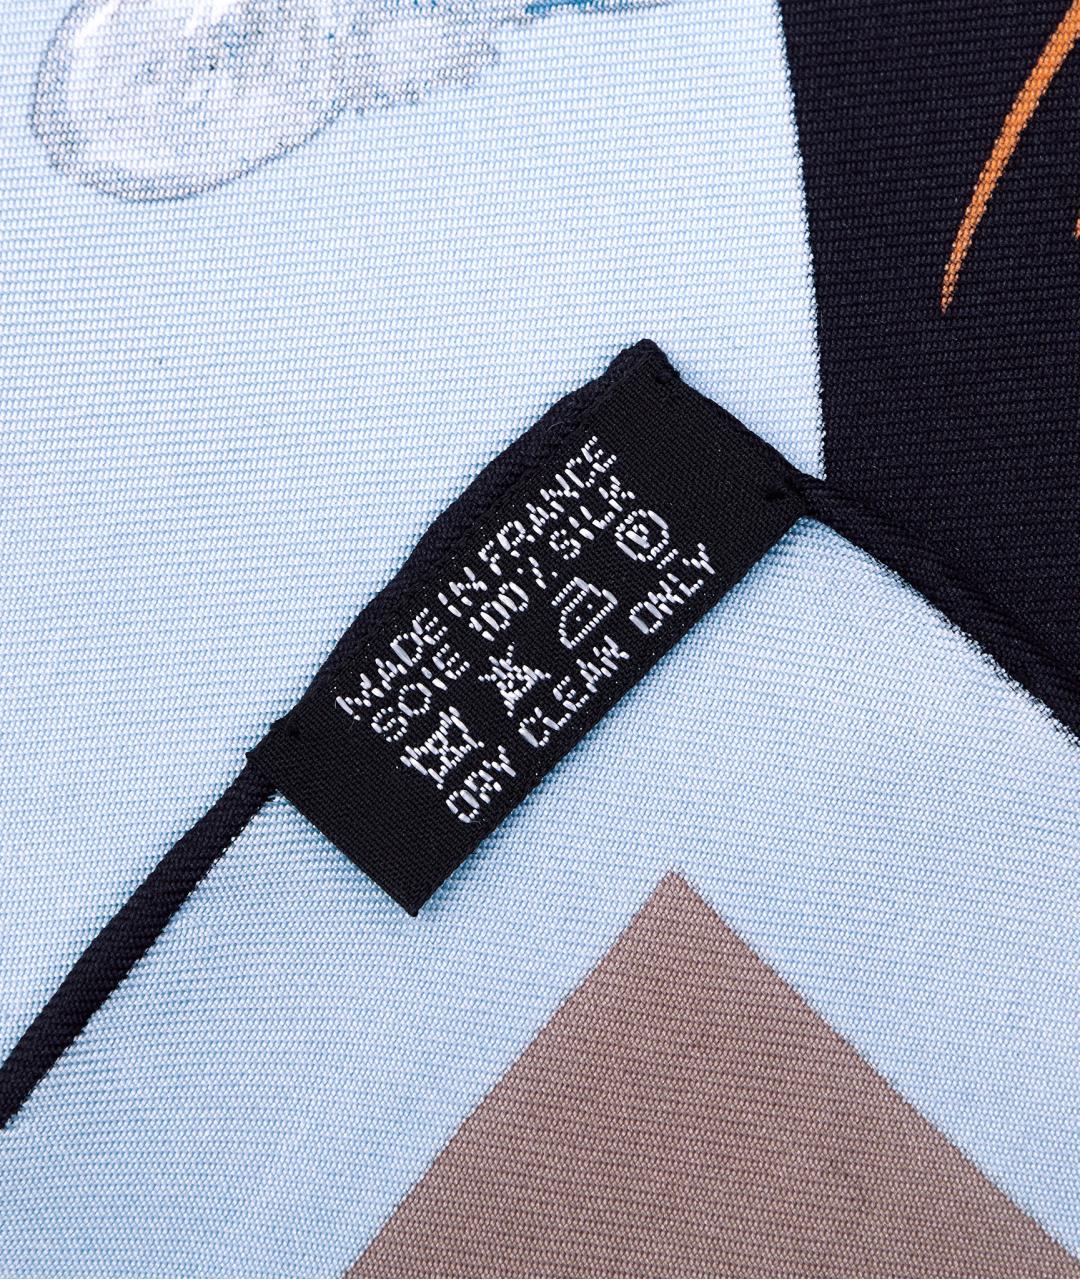 MADE IN FRANCE
SOIE 100% SILK
P
DRY CLEAN ONLY